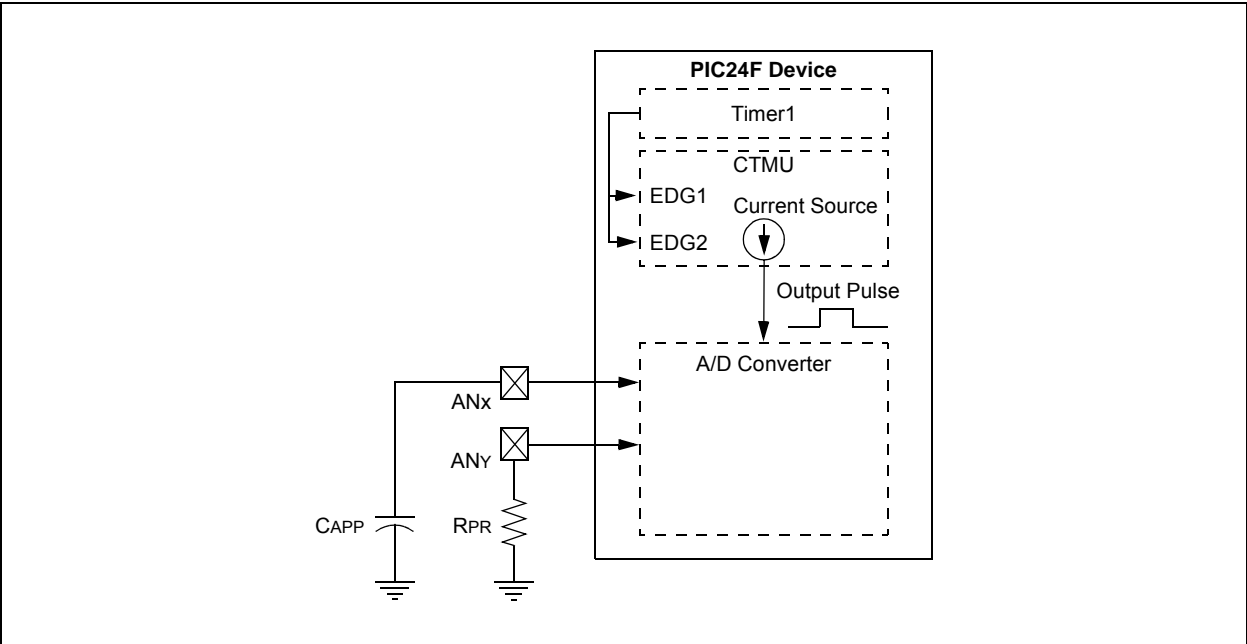 PIC24F Device
Timer1
CTMU
EDG1
Current Source
EDG2
Output Pulse
A/D Converter
ANX
ANY
CAPP
RPR